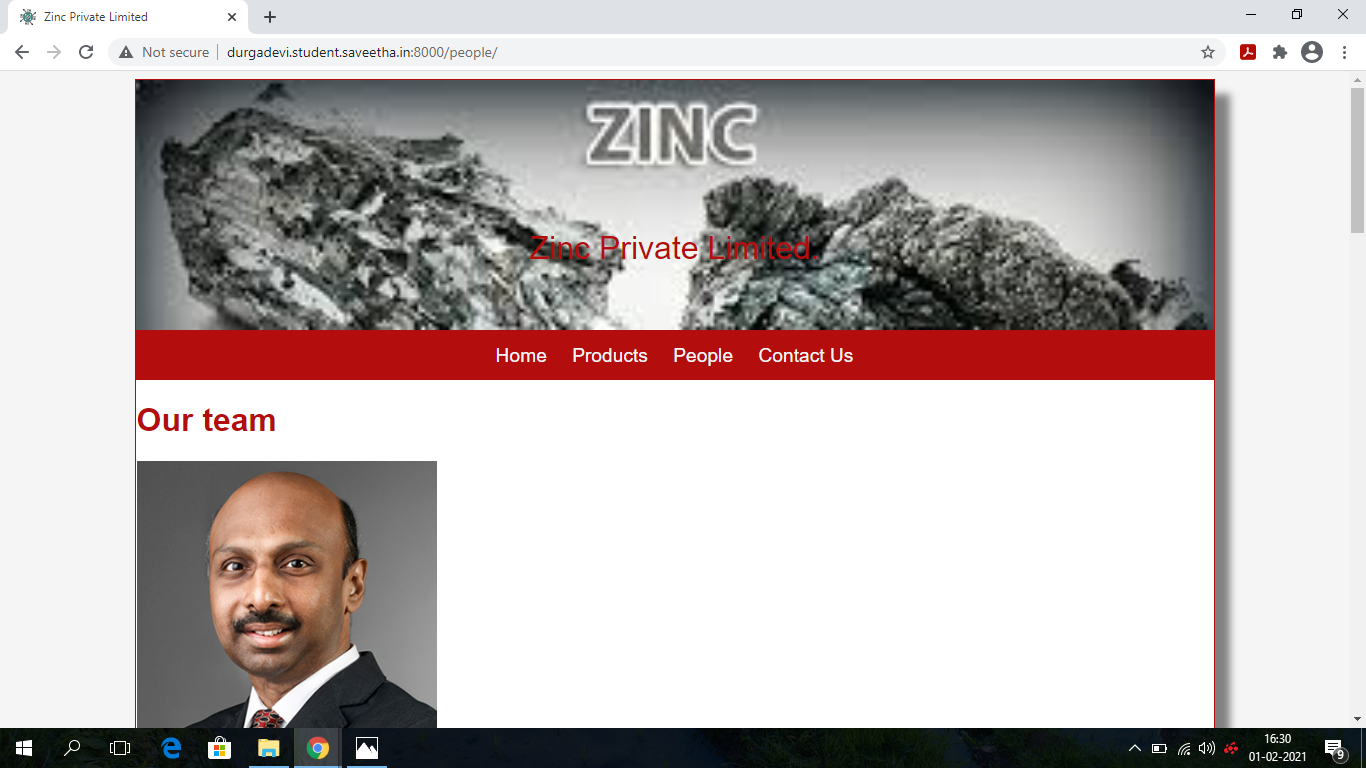 Zinc Private Limited
Not secure | durgadevi.student.saveetha.in:8000/people/
ZINC
Zinc Private Limited.
Home Products People Contact Us
Our team
16:30
01-02-2021
9